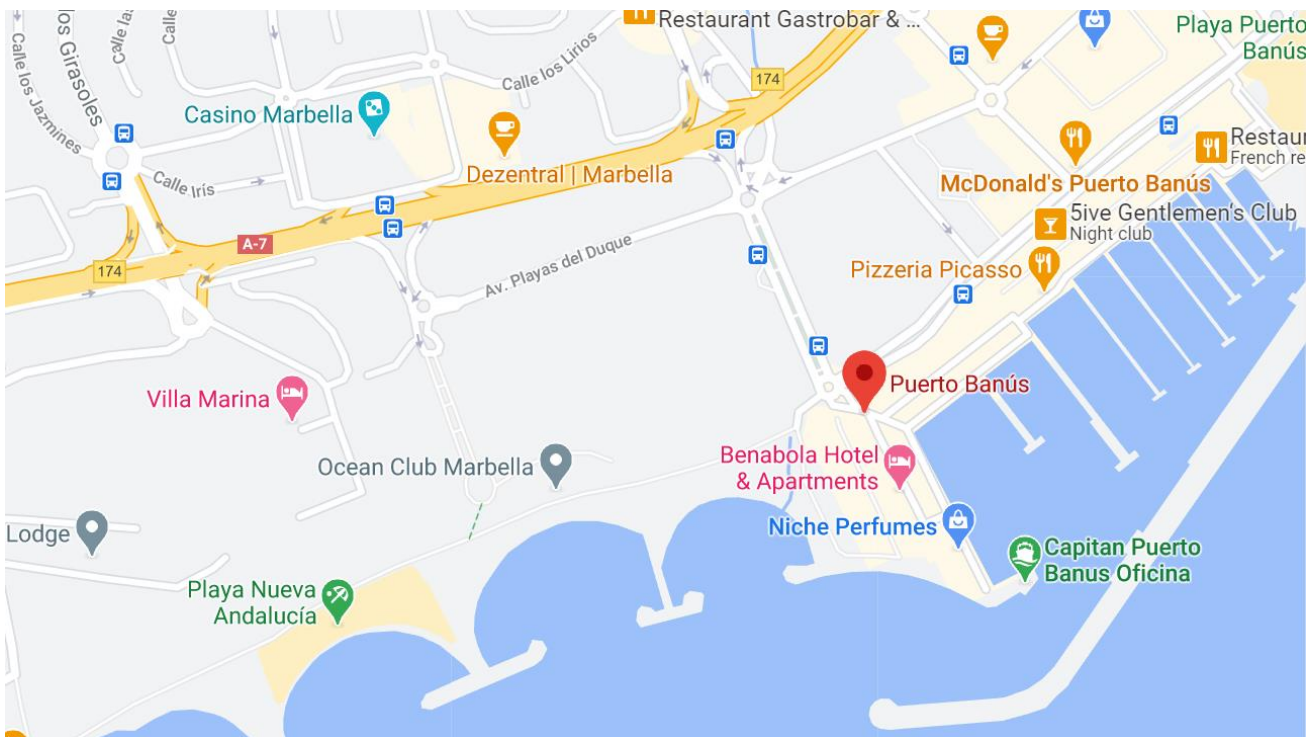 Restaurant Gastrobar & ...
Playa Puerto
Banús
Calle los Jazmines
los Girasoles
Calle las
Calle
Calle los Lirios
174
Casino Marbella
Dezentral | Marbella
Restaur
French re
McDonald's Puerto Banús
Calle Iris
5ive Gentlemen's Club
Night club
A-7
174
Av. Playas del Duque
Pizzeria Picasso
Puerto Banús
Villa Marina
Benabola Hotel
& Apartments
Ocean Club Marbella
Niche Perfumes
Lodge
Capitan Puerto
Banus Oficina
Playa Nueva
Andalucía